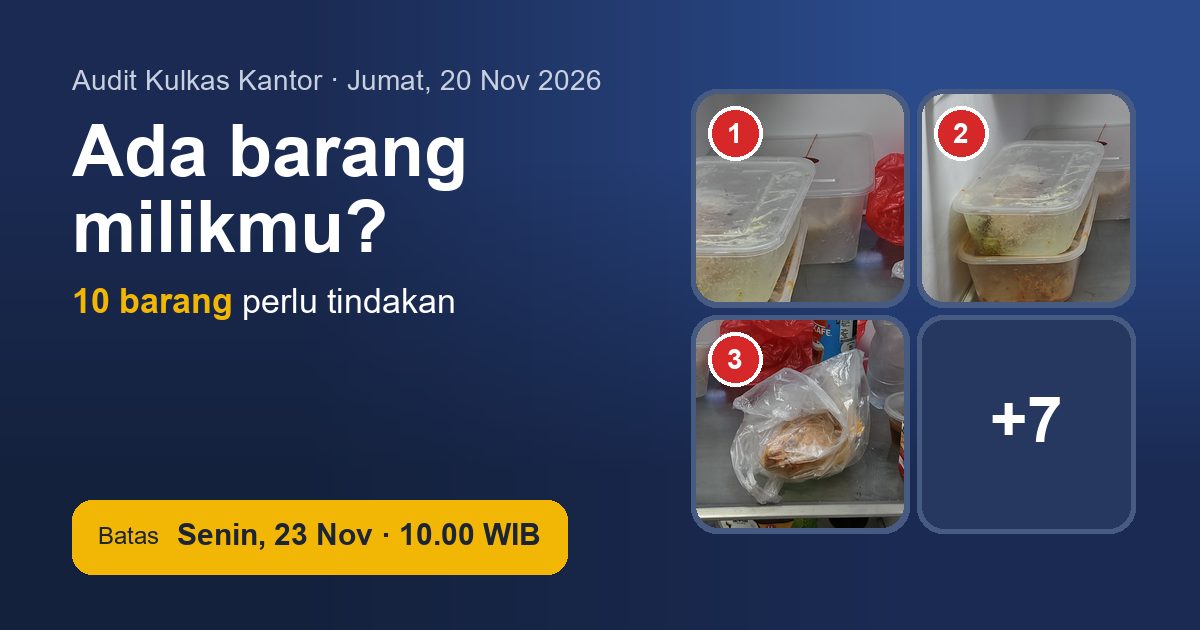 Audit Kulkas Kantor · Jumat, 20 Nov 2026
Ada barang
milikmu?
10 barang perlu tindakan
Batas Senin, 23 Nov · 10.00 WIB
1
2
3
KAFE
+7